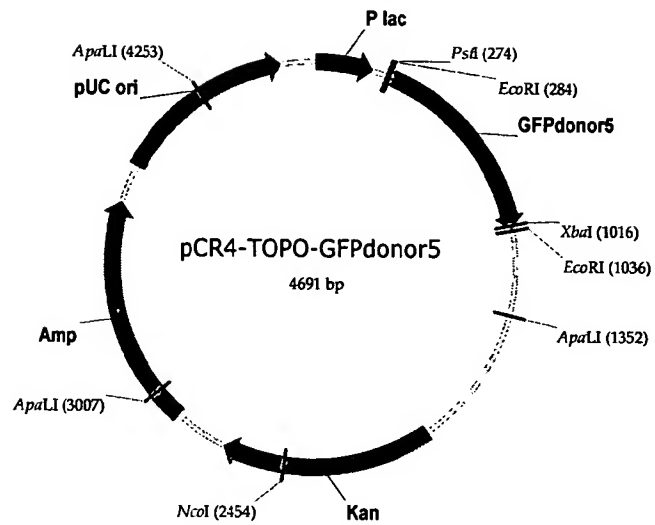 P lac
ApaLI (4253)
PstI (274)
pUC ori
EcoRI (284)
GFPdonor5
pCR4-TOPO-GFPdonor5
4691 bp
XbaI (1016)
EcoRI (1036)
ApaLI (1352)
Amp
ApaLI (3007)
NcoI (2454)
Kan